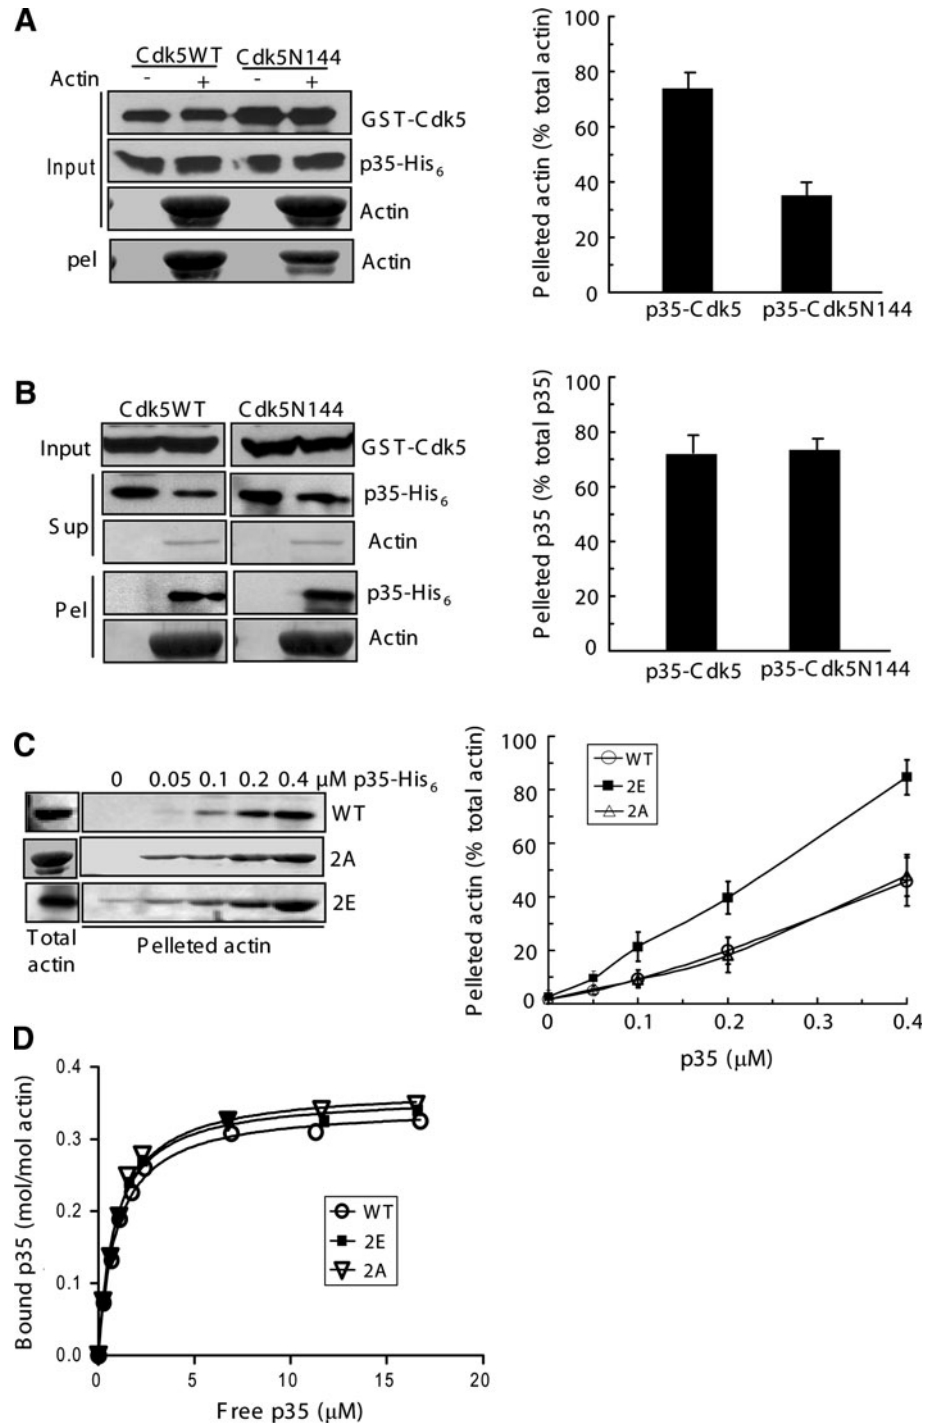 A
Cdk5WT Cdk5N144
Actin - + - +
Input
GST-Cdk5
p35-His6
Actin
pel
Actin
Pelleted actin (% total actin)
100
80
60
40
20
0
p35-Cdk5 p35-Cdk5N144
B
Cdk5WT Cdk5N144
Input
GST-Cdk5
Sup
p35-His6
Actin
Pel
p35-His6
Actin
Pelleted p35 (% total p35)
100
80
60
40
20
0
p35-Cdk5 p35-Cdk5N144
C
0 0.05 0.1 0.2 0.4 μM p35-His6
WT
2A
2E
Total actin
Pelleted actin
Pelleted actin (% total actin)
100
80
60
40
20
0
WT
2E
2A
0 0.1 0.2 0.3 0.4
p35 (μM)
D
Bound p35 (mol/mol actin)
0.4
0.3
0.2
0.1
0.0
WT
2E
2A
0 5 10 15 20
Free p35 (μM)